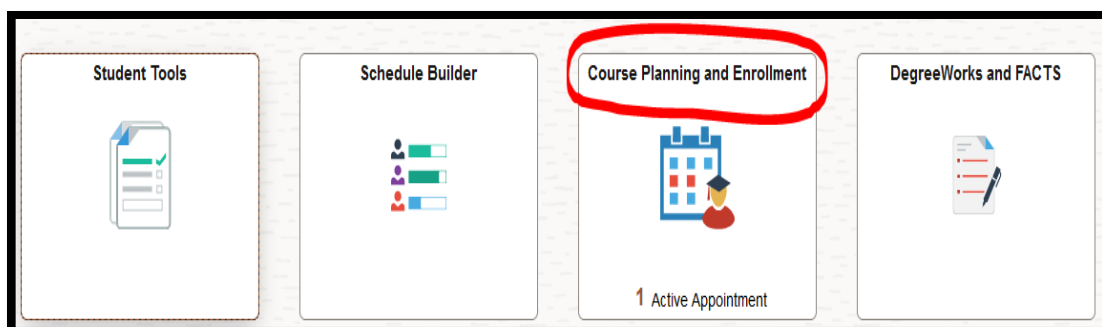 Student Tools
Schedule Builder
Course Planning and Enrollment
DegreeWorks and FACTS
1 Active Appointment